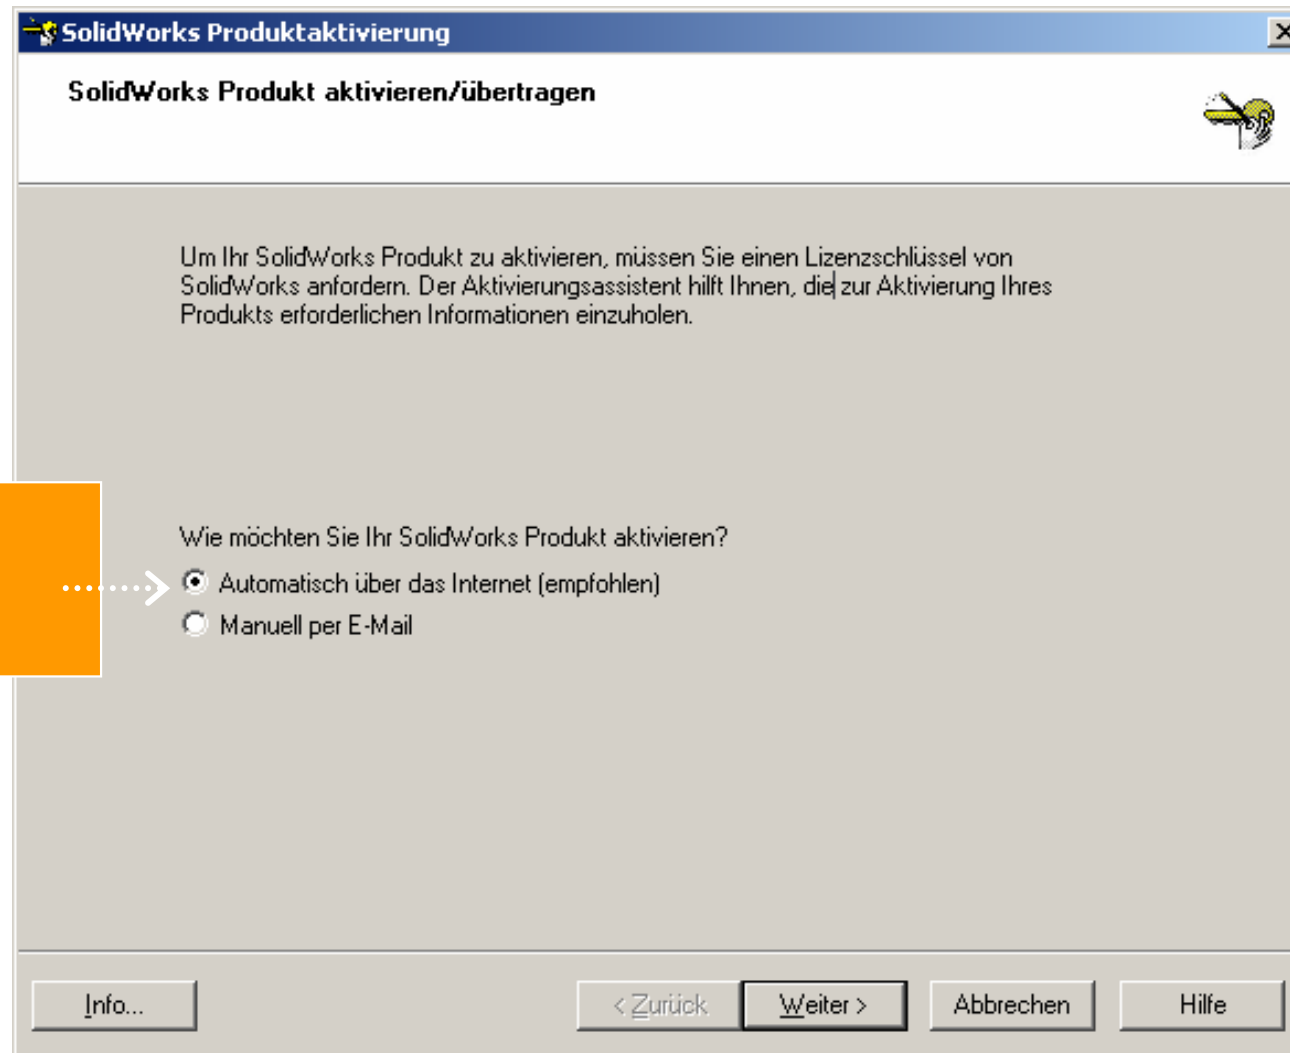 SolidWorks Produktaktivierung
SolidWorks Produkt aktivieren/übertragen
Um Ihr SolidWorks Produkt zu aktivieren, müssen Sie einen Lizenzschlüssel von
SolidWorks anfordern. Der Aktivierungsassistent hilft Ihnen, die zur Aktivierung Ihres
Produkts erforderlichen Informationen einzuholen.
Wie möchten Sie Ihr SolidWorks Produkt aktivieren?
Automatisch über das Internet (empfohlen)
Manuell per E-Mail
Info... < Zurück Weiter > Abbrechen Hilfe